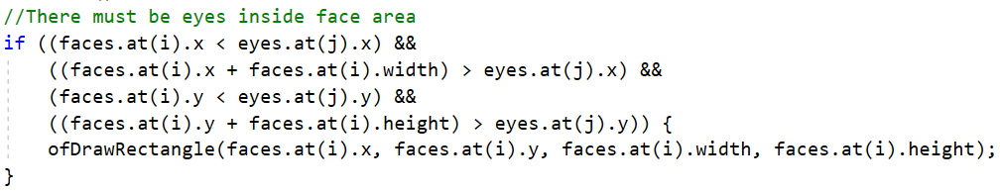 //There must be eyes inside face area
if ((faces.at(i).x < eyes.at(j).x) &&
((faces.at(i).x + faces.at(i).width) > eyes.at(j).x) &&
(faces.at(i).y < eyes.at(j).y) &&
((faces.at(i).y + faces.at(i).height) > eyes.at(j).y)) {
ofDrawRectangle(faces.at(i).x, faces.at(i).y, faces.at(i).width, faces.at(i).height);
}